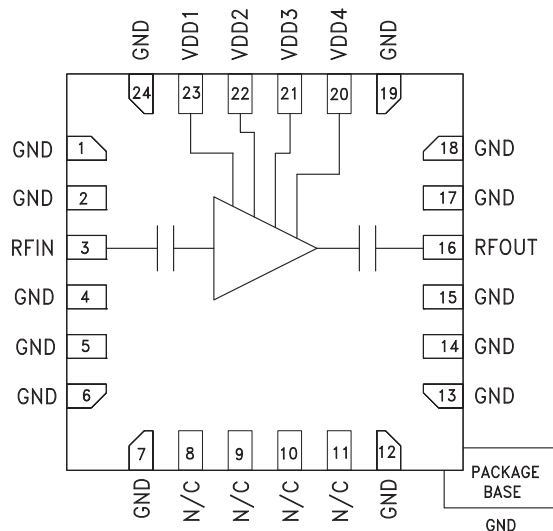 GND
VDD1
VDD2
VDD3
VDD4
GND
24
23
22
21
20
19
GND 1
18 GND
GND 2
17 GND
RFIN 3
16 RFOUT
GND 4
15 GND
GND 5
14 GND
GND 6
13 GND
7
8
9
10
11
12
GND
N/C
N/C
N/C
N/C
GND
PACKAGE
BASE
GND